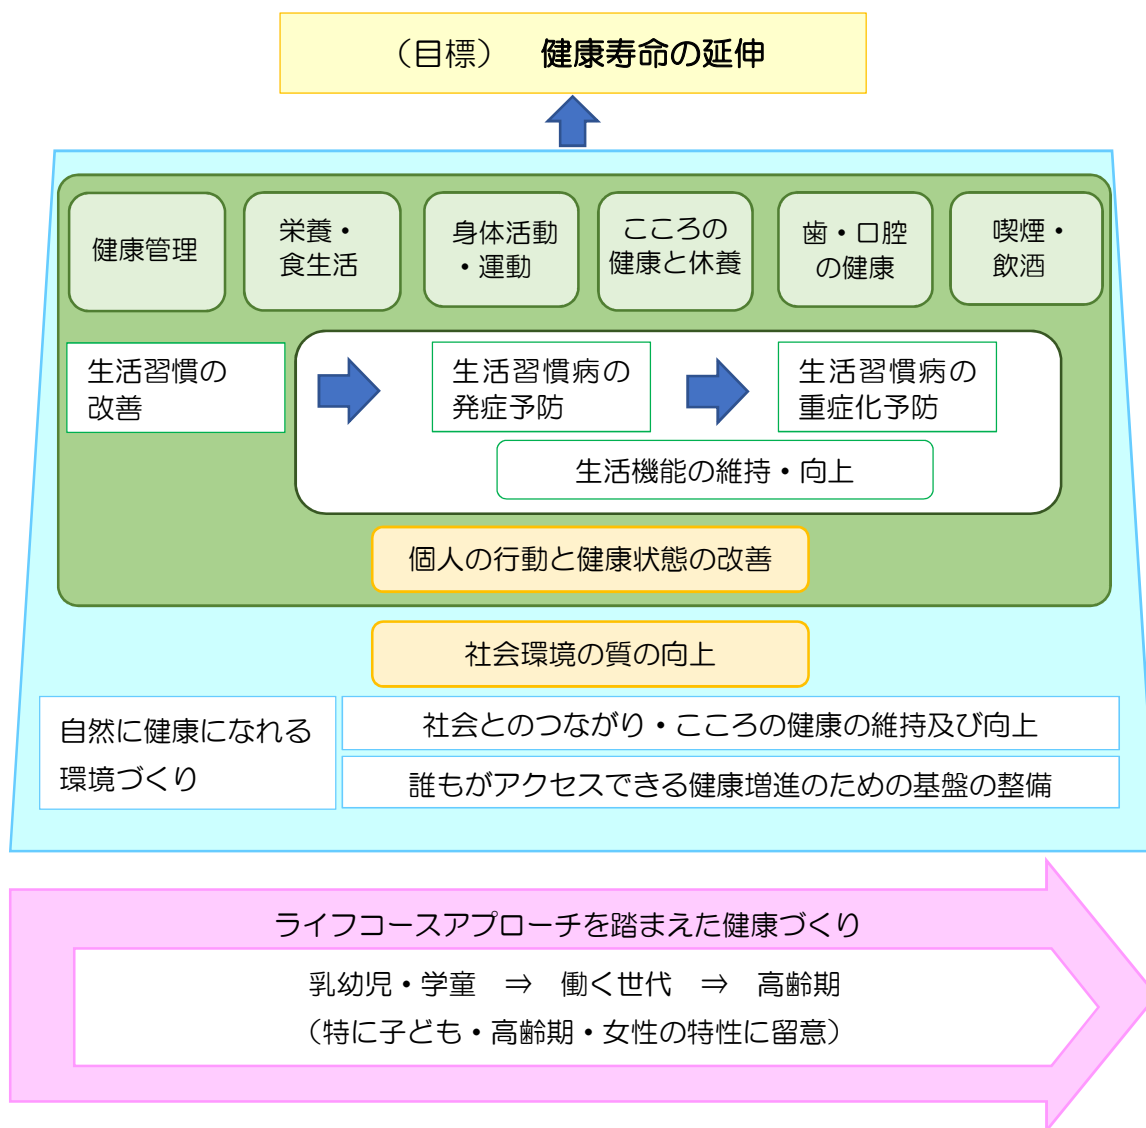 (目標) 健康寿命の延伸
健康管理
栄養・
食生活
身体活動
・運動
こころの
健康と休養
歯・口腔
の健康
喫煙・
飲酒
生活習慣の
改善
生活習慣病の
発症予防
生活習慣病の
重症化予防
生活機能の維持・向上
個人の行動と健康状態の改善
社会環境の質の向上
自然に健康になれる
環境づくり
社会とのつながり・こころの健康の維持及び向上
誰もがアクセスできる健康増進のための基盤の整備
ライフコースアプローチを踏まえた健康づくり
乳幼児・学童 ⇒ 働く世代 ⇒ 高齢期
(特に子ども・高齢期・女性の特性に留意)